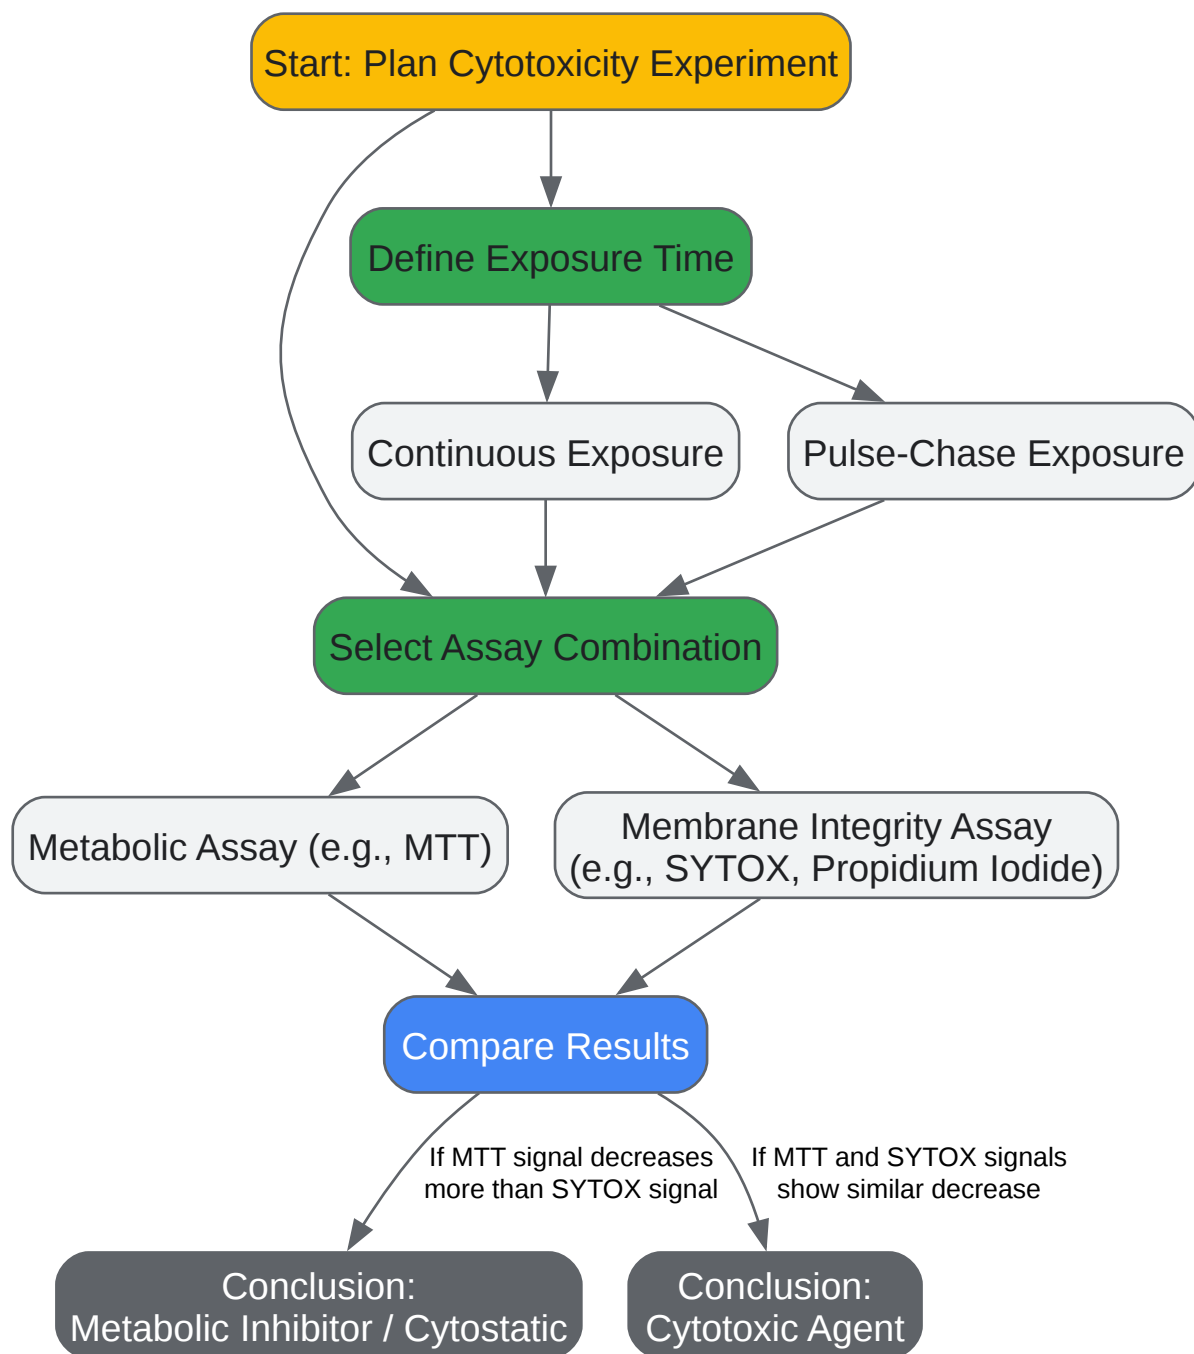 Start: Plan Cytotoxicity Experiment
Define Exposure Time
Continuous Exposure
Pulse-Chase Exposure
Select Assay Combination
Metabolic Assay (e.g., MTT)
Membrane Integrity Assay
(e.g., SYTOX, Propidium Iodide)
Compare Results
If MTT signal decreases
more than SYTOX signal
If MTT and SYTOX signals
show similar decrease
Conclusion:
Metabolic Inhibitor / Cytostatic
Conclusion:
Cytotoxic Agent